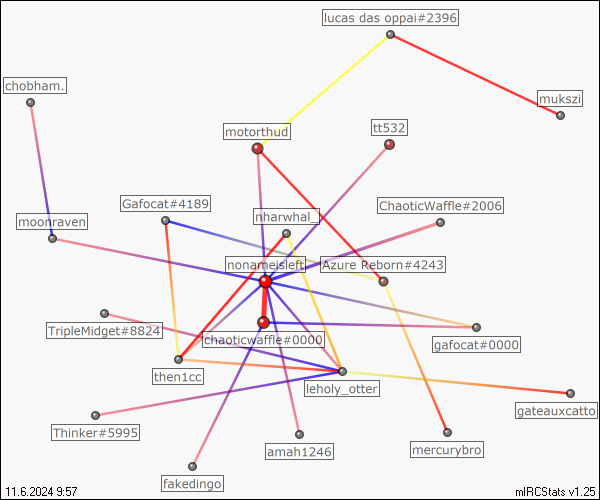 lucas das oppai#2396
chobham.
mukszi
motorthud
tt532
Gafocat#4189
nharwhal_
ChaoticWaffle#2006
moonraven
nonameisleft
Azure Reborn#4243
TripleMidget#8824
chaoticwaffle#0000
gafocat#0000
then1cc
leholy_otter
gateauxcatto
Thinker#5995
amah1246
mercurybro
fakedingo
11.6.2024 9:57
mIRCStats v1.25